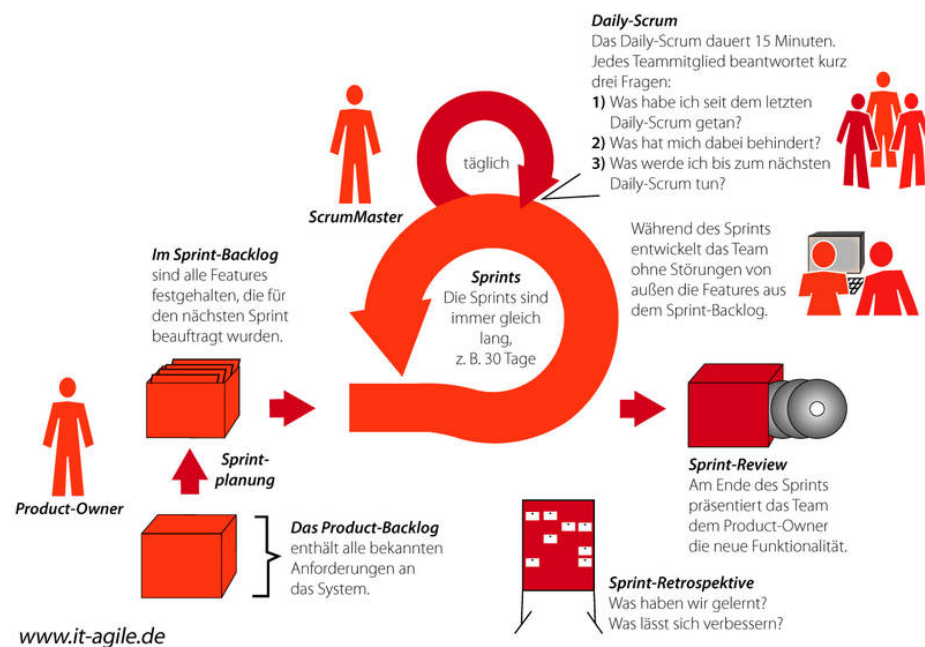 Daily-Scrum
Das Daily-Scrum dauert 15 Minuten.
Jedes Teammitglied beantwortet kurz
drei Fragen:
1) Was habe ich seit dem letzten
Daily-Scrum getan?
2) Was hat mich dabei behindert?
3) Was werde ich bis zum nächsten
Daily-Scrum tun?
täglich
ScrumMaster
Während des Sprints
entwickelt das Team
ohne Störungen von
außen die Features aus
dem Sprint-Backlog.
Im Sprint-Backlog
sind alle Features
festgehalten, die für
den nächsten Sprint
beauftragt wurden.
Sprints
Die Sprints sind
immer gleich
lang,
z. B. 30 Tage
Product-Owner
Sprint-
planung
Das Product-Backlog
enthält alle bekannten
Anforderungen an
das System.
Sprint-Review
Am Ende des Sprints
präsentiert das Team
dem Product-Owner
die neue Funktionalität.
Sprint-Retrospektive
Was haben wir gelernt?
Was lässt sich verbessern?
www.it-agile.de